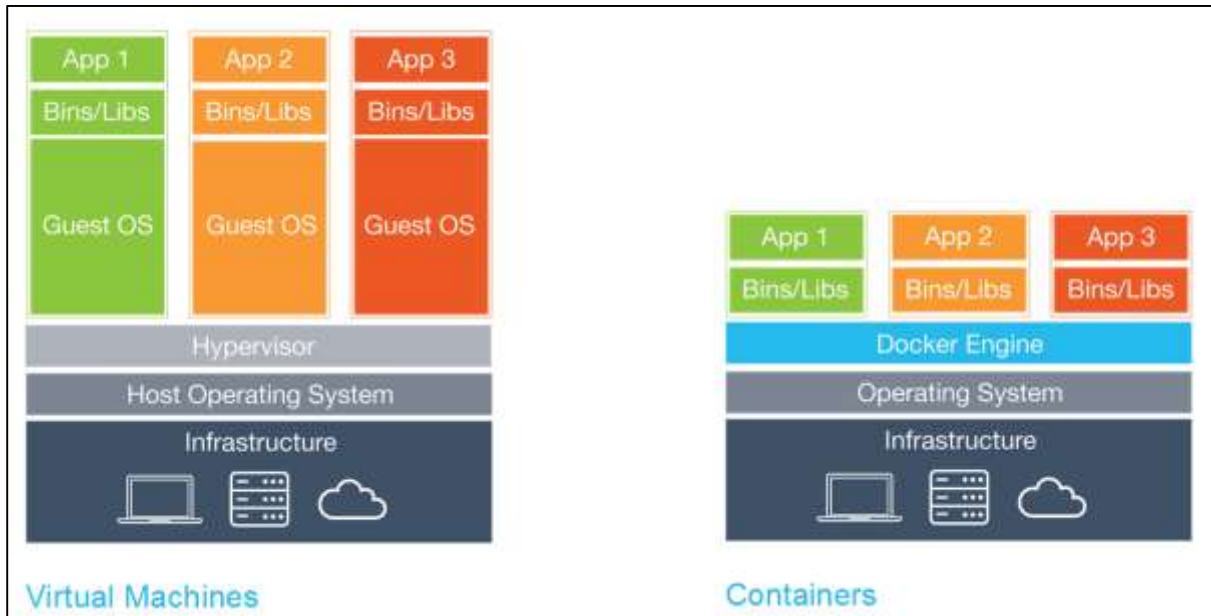 App 1
App 2
App 3
Bins/Libs
Bins/Libs
Bins/Libs
Guest OS
Guest OS
Guest OS
Hypervisor
Host Operating System
Infrastructure
Virtual Machines
App 1
App 2
App 3
Bins/Libs
Bins/Libs
Bins/Libs
Docker Engine
Operating System
Infrastructure
Containers